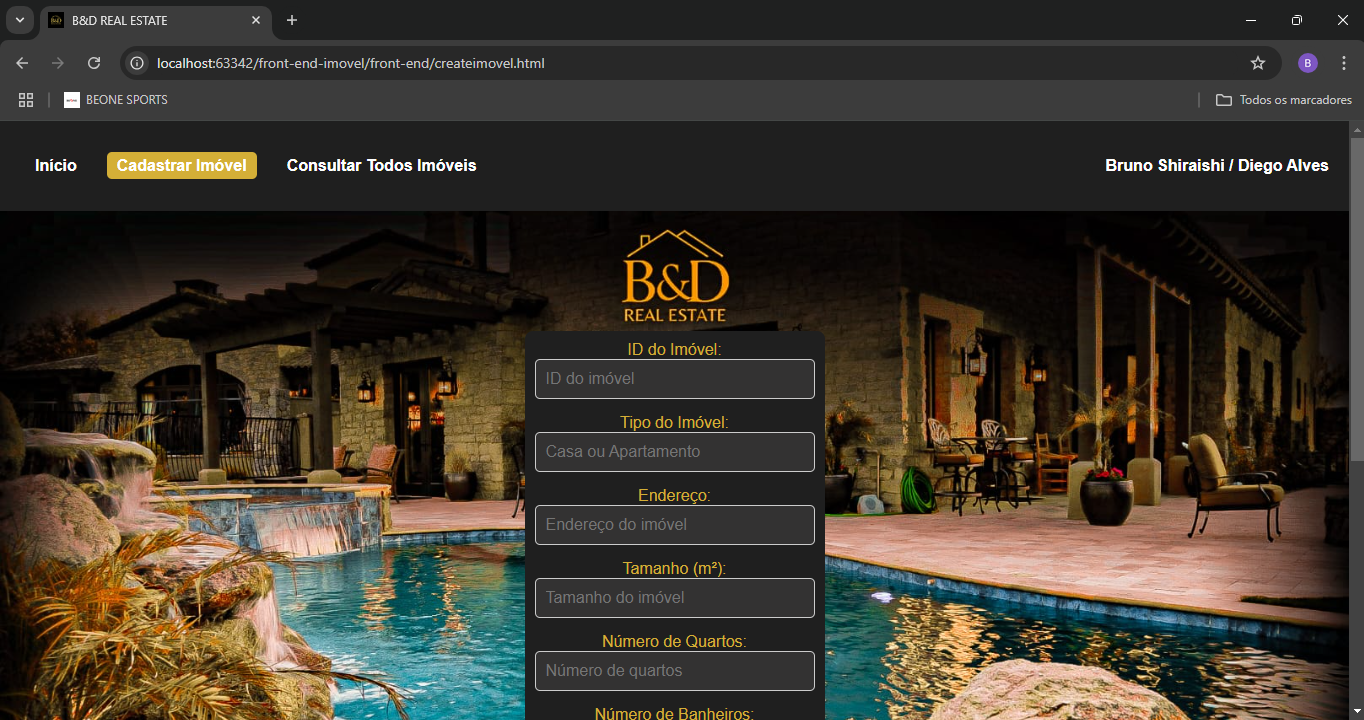 B&D REAL ESTATE
localhost:63342/front-end-imovel/front-end/createimovel.html
B
BEONE SPORTS
Todos os marcadores
Início
Cadastrar Imóvel
Consultar Todos Imóveis
Bruno Shiraishi / Diego Alves
B&D
REAL ESTATE
ID do Imóvel:
ID do imóvel
Tipo do Imóvel:
Casa ou Apartamento
Endereço:
Endereço do imóvel
Tamanho (m²):
Tamanho do imóvel
Número de Quartos:
Número de quartos
Número de Banheiros: